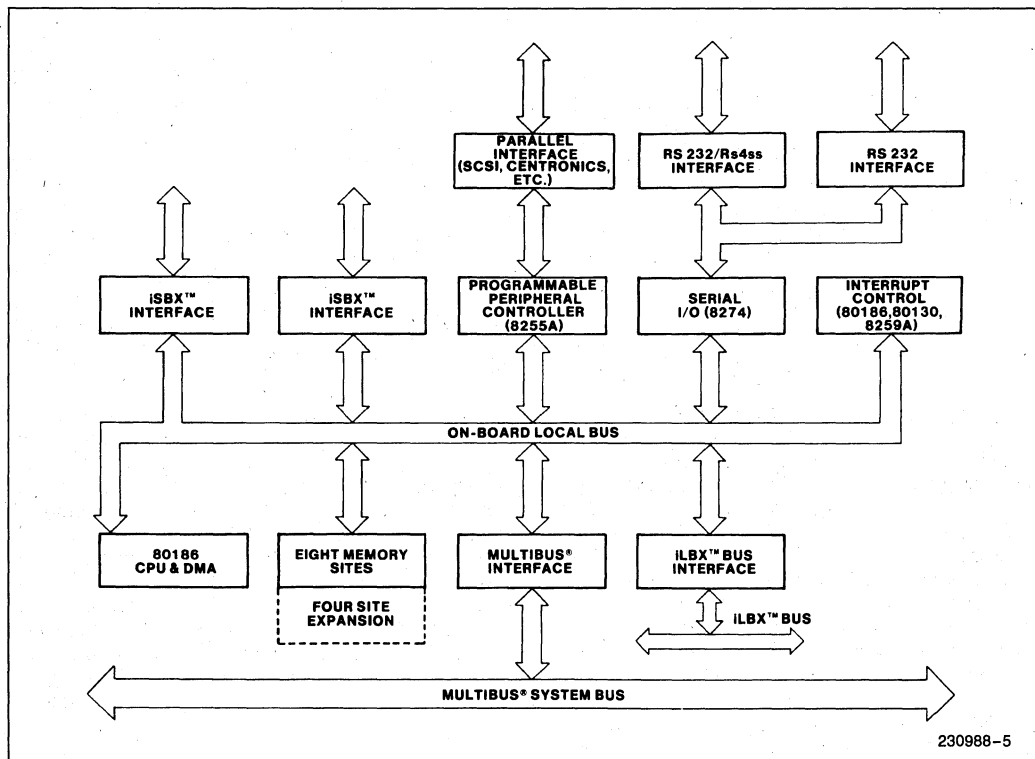 PARALLEL
INTERFACE
(SCSI, CENTRONICS,
ETC.)
RS 232/Rs4ss
INTERFACE
RS 232
INTERFACE
iSBX™
INTERFACE
iSBX™
INTERFACE
PROGRAMMABLE
PERIPHERAL
CONTROLLER
(8255A)
SERIAL
I/O (8274)
INTERRUPT
CONTROL
(80186,80130,
8259A)
ON-BOARD LOCAL BUS
80186
CPU & DMA
EIGHT MEMORY
SITES
FOUR SITE
EXPANSION
MULTIBUS®
INTERFACE
iLBX™ BUS
INTERFACE
iLBX™ BUS
MULTIBUS® SYSTEM BUS
230988-5